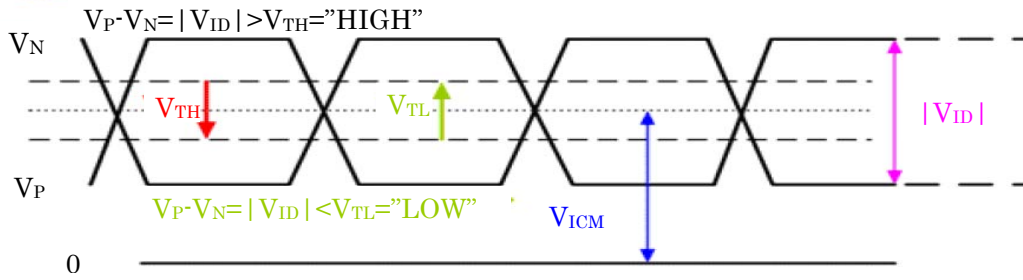 VP-VN=|VID|>VTH="HIGH"
VN
VTH
VTL
|VID|
VP
VP-VN=|VID|<VTL="LOW"
VICM
0